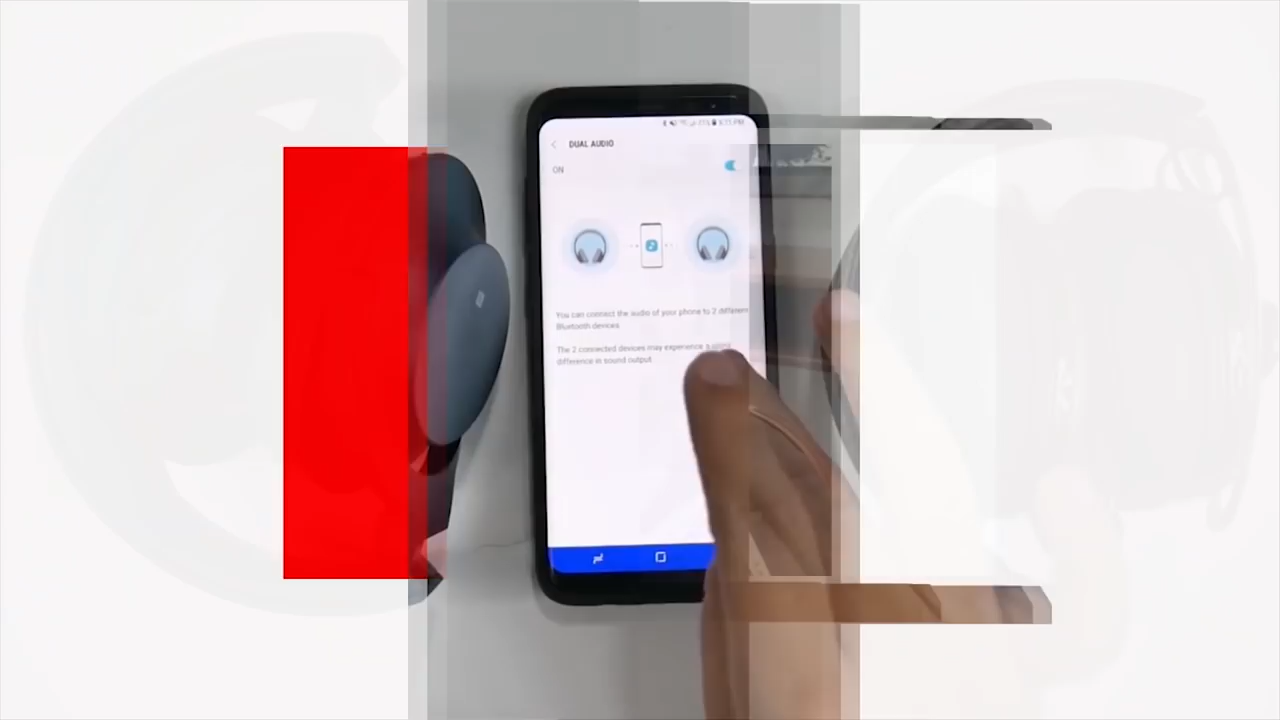 DUAL AUDIO
ON
You can connect the audio of your phone to 2 different
Bluetooth devices
The 2 connected devices may experience a
difference in sound output